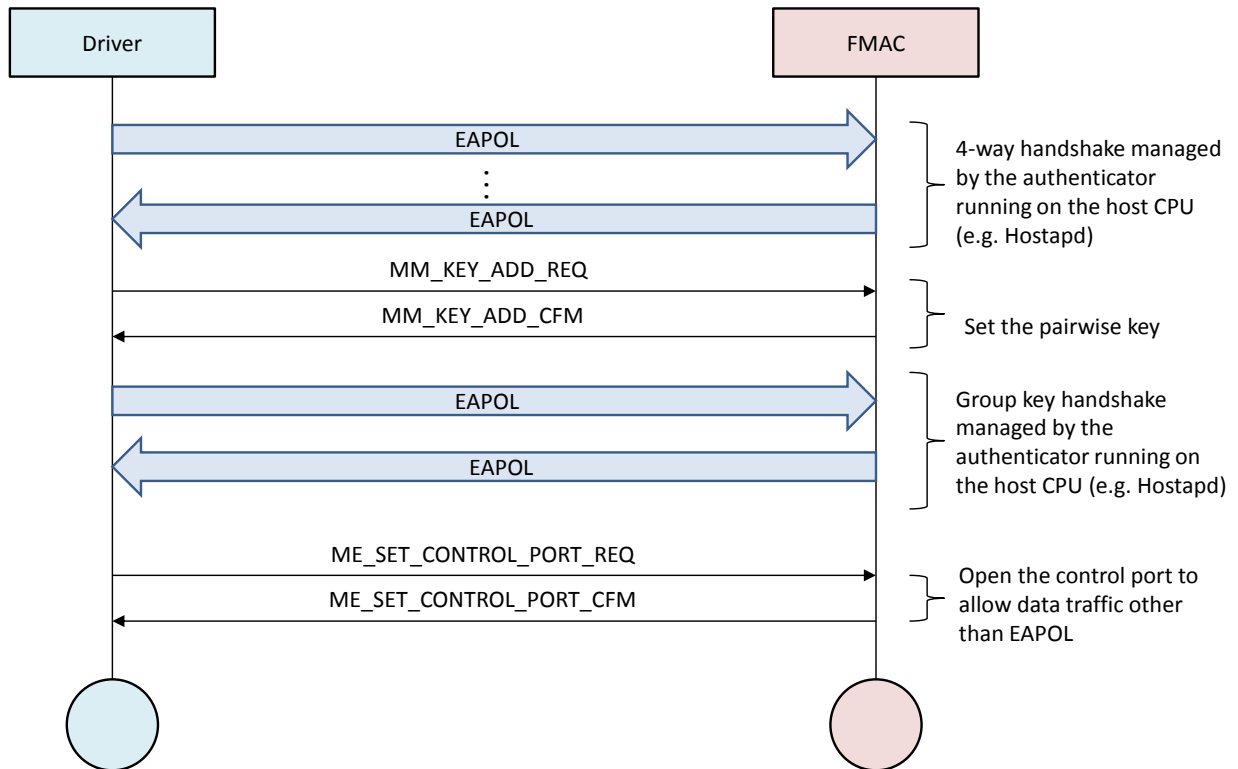 Driver
FMAC
EAPOL
EAPOL
4-way handshake managed
by the authenticator
running on the host CPU
(e.g. Hostapd)
MM_KEY_ADD_REQ
MM_KEY_ADD_CFM
Set the pairwise key
EAPOL
EAPOL
Group key handshake
managed by the
authenticator running on
the host CPU (e.g. Hostapd)
ME_SET_CONTROL_PORT_REQ
ME_SET_CONTROL_PORT_CFM
Open the control port to
allow data traffic other
than EAPOL